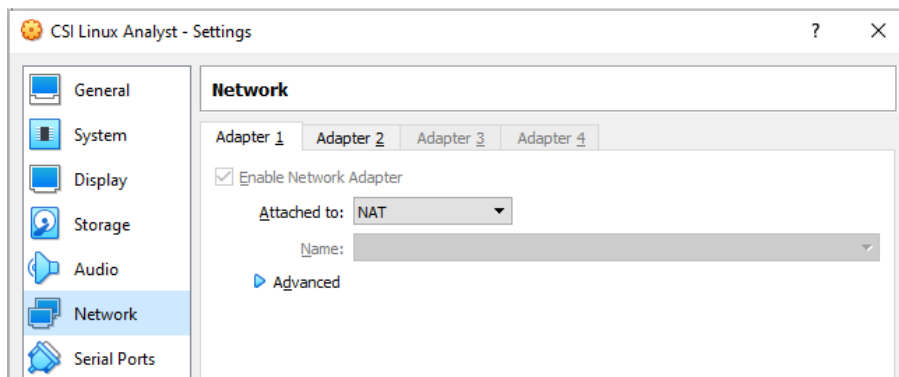 CSI Linux Analyst - Settings ?
General
System
Display
Storage
Audio
Network
Serial Ports
Network
Adapter 1 Adapter 2 Adapter 3 Adapter 4
Enable Network Adapter
Attached to: NAT
Name:
Advanced